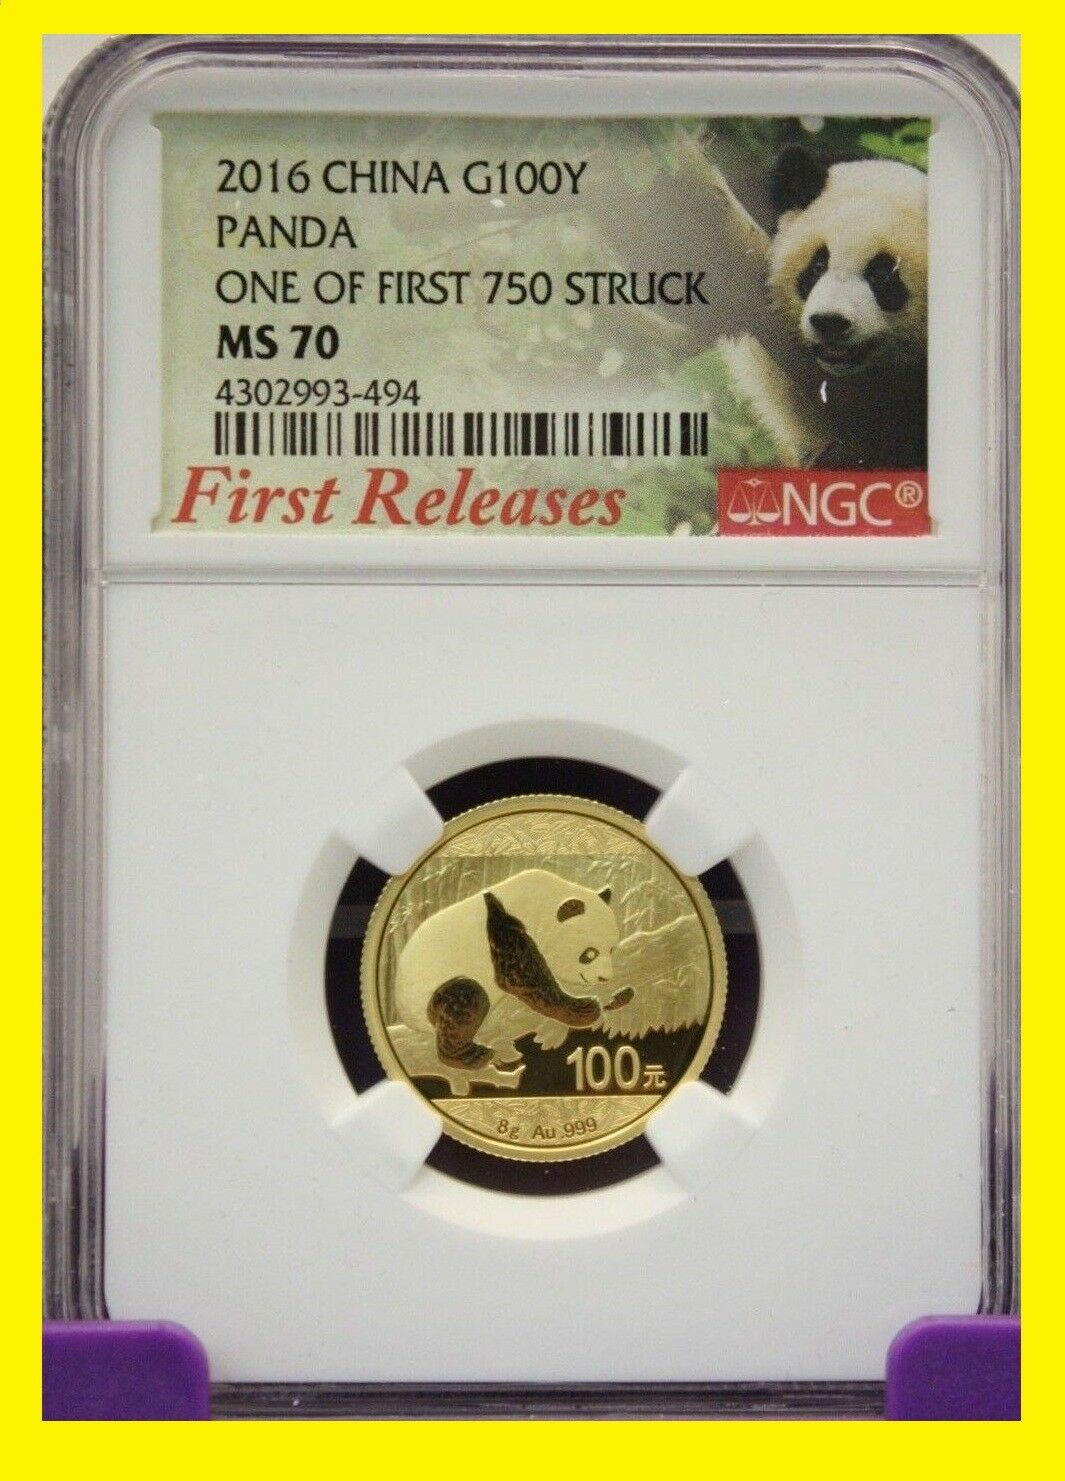 2016 CHINA G100Y
PANDA
ONE OF FIRST 750 STRUCK
MS 70
4302993-494
First Releases
NGC®
100元
8g Au .999